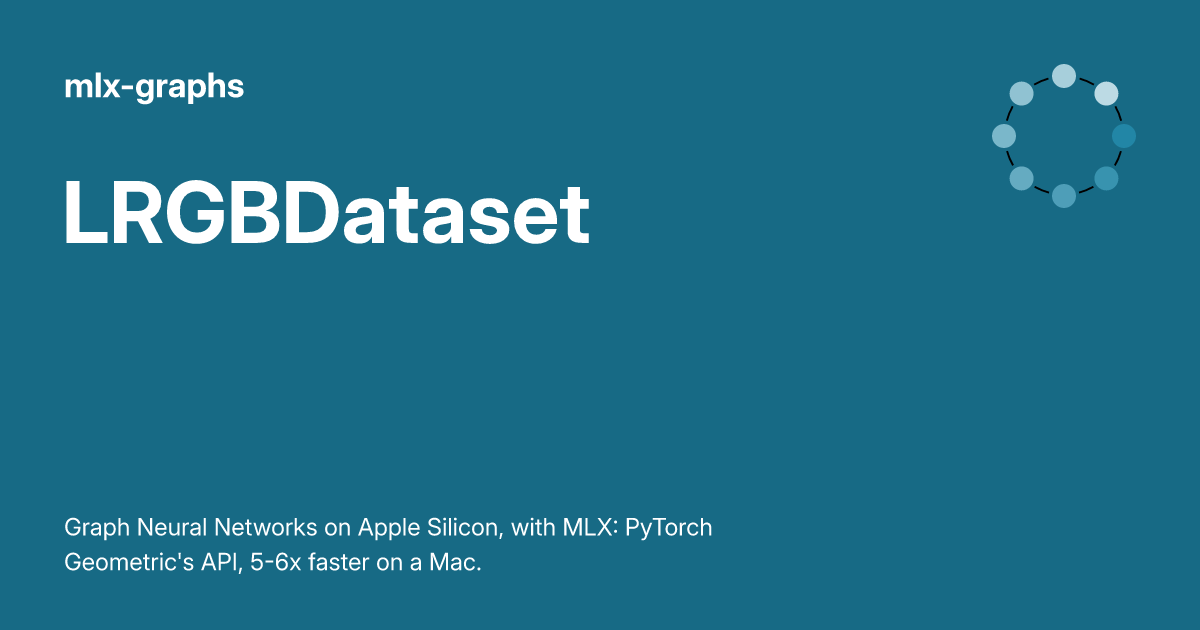 mlx-graphs
LRGBDataset
Graph Neural Networks on Apple Silicon, with MLX: PyTorch
Geometric's API, 5-6x faster on a Mac.